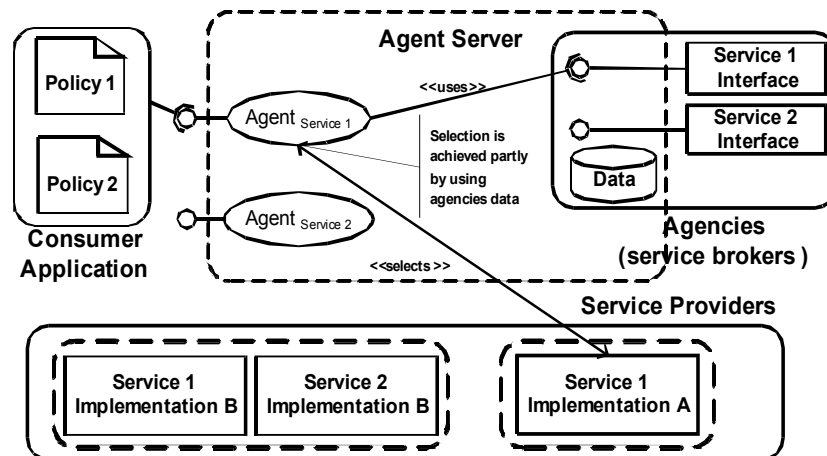 Agent Server
Policy 1
Policy 2
Consumer
Application
Agent Service 1
Agent Service 2
<<uses>>
Selection is
achieved partly
by using
agencies data
<<selects>>
Service 1
Interface
Service 2
Interface
Data
Agencies
(service brokers )
Service Providers
Service 1
Implementation B
Service 2
Implementation B
Service 1
Implementation A